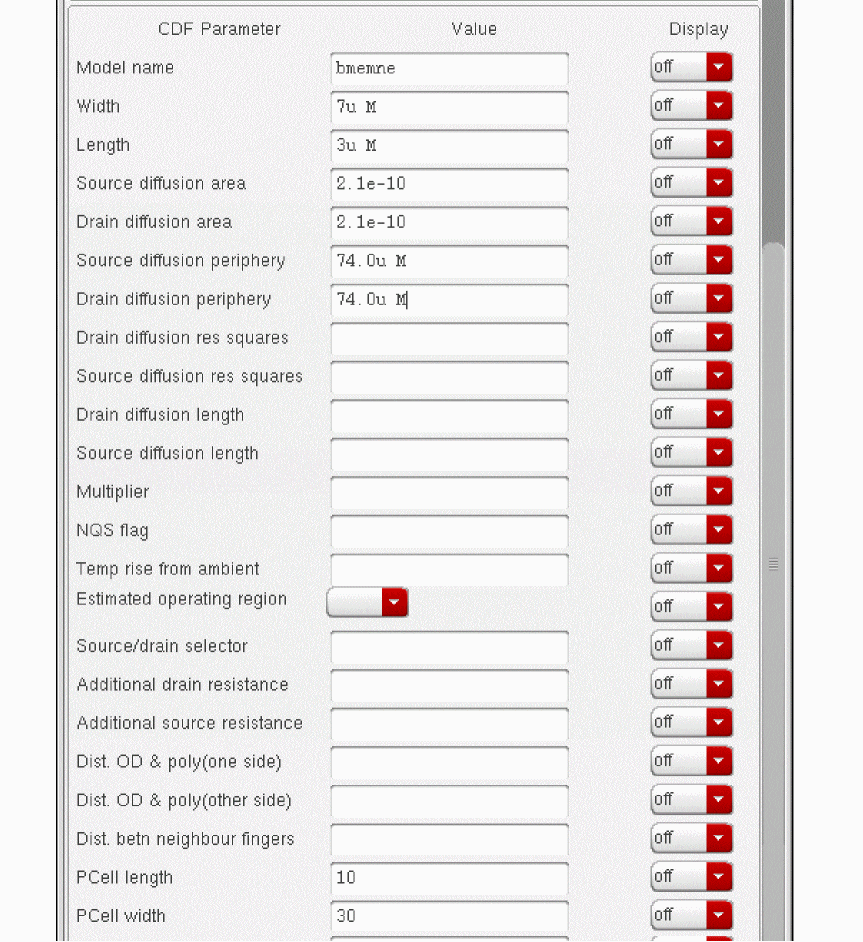 CDF Parameter Value Display
Model name bmemne off
Width 7u M off
Length 3u M off
Source diffusion area 2.1e-10 off
Drain diffusion area 2.1e-10 off
Source diffusion periphery 74.0u M off
Drain diffusion periphery 74.0u M off
Drain diffusion res squares off
Source diffusion res squares off
Drain diffusion length off
Source diffusion length off
Multiplier off
NQS flag off
Temp rise from ambient off
Estimated operating region off
Source/drain selector off
Additional drain resistance off
Additional source resistance off
Dist. OD & poly(one side) off
Dist. OD & poly(other side) off
Dist. betn neighbour fingers off
PCell length 10 off
PCell width 30 off